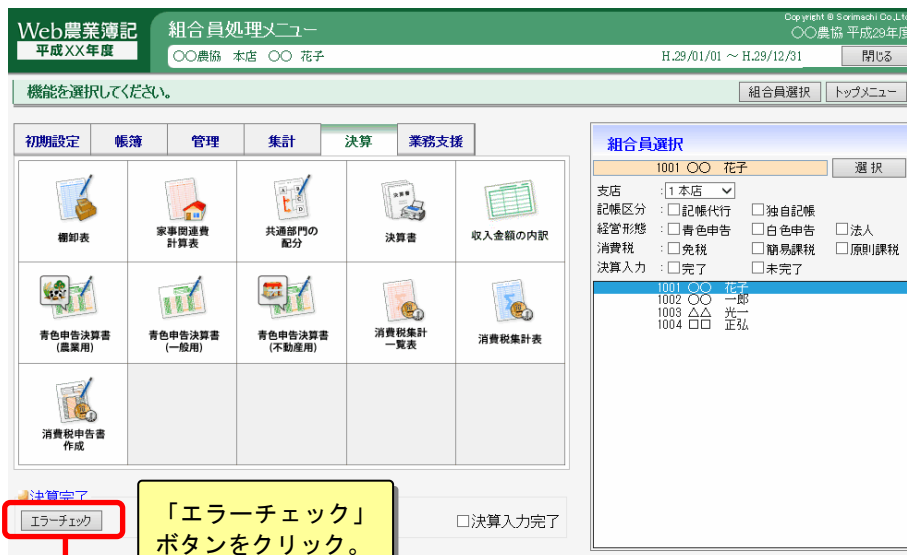 Web農業簿記
平成XX年度
組合員処理メニュー
〇〇農協 本店 〇〇 花子
Copyright © Sorimachi Co.,Lt
〇〇農協 平成29年度
H.29/01/01 ～ H.29/12/31
閉じる
機能を選択してください。
組合員選択
トップメニュー
初期設定 帳簿 管理 集計 決算 業務支援
棚卸表
家事関連費
計算表
共通部門の
配分
決算書
収入金額の内訳
青色申告決算書
(農業用)
青色申告決算書
(一般用)
青色申告決算書
(不動産用)
消費税集計
一覧表
消費税集計表
消費税申告書
作成
決算完了
エラーチェック
「エラーチェック」
ボタンをクリック。
決算入力完了
組合員選択
1001 〇〇 花子
選択
支店 :1 本店
記帳区分 : 記帳代行 独自記帳
経営形態 : 青色申告 白色申告 法人
消費税 : 免税 簡易課税 原則課税
決算入力 : 完了 未完了
1001 〇〇 花子
1002 〇〇 一郎
1003 △△ 光一
1004 □□ 正弘